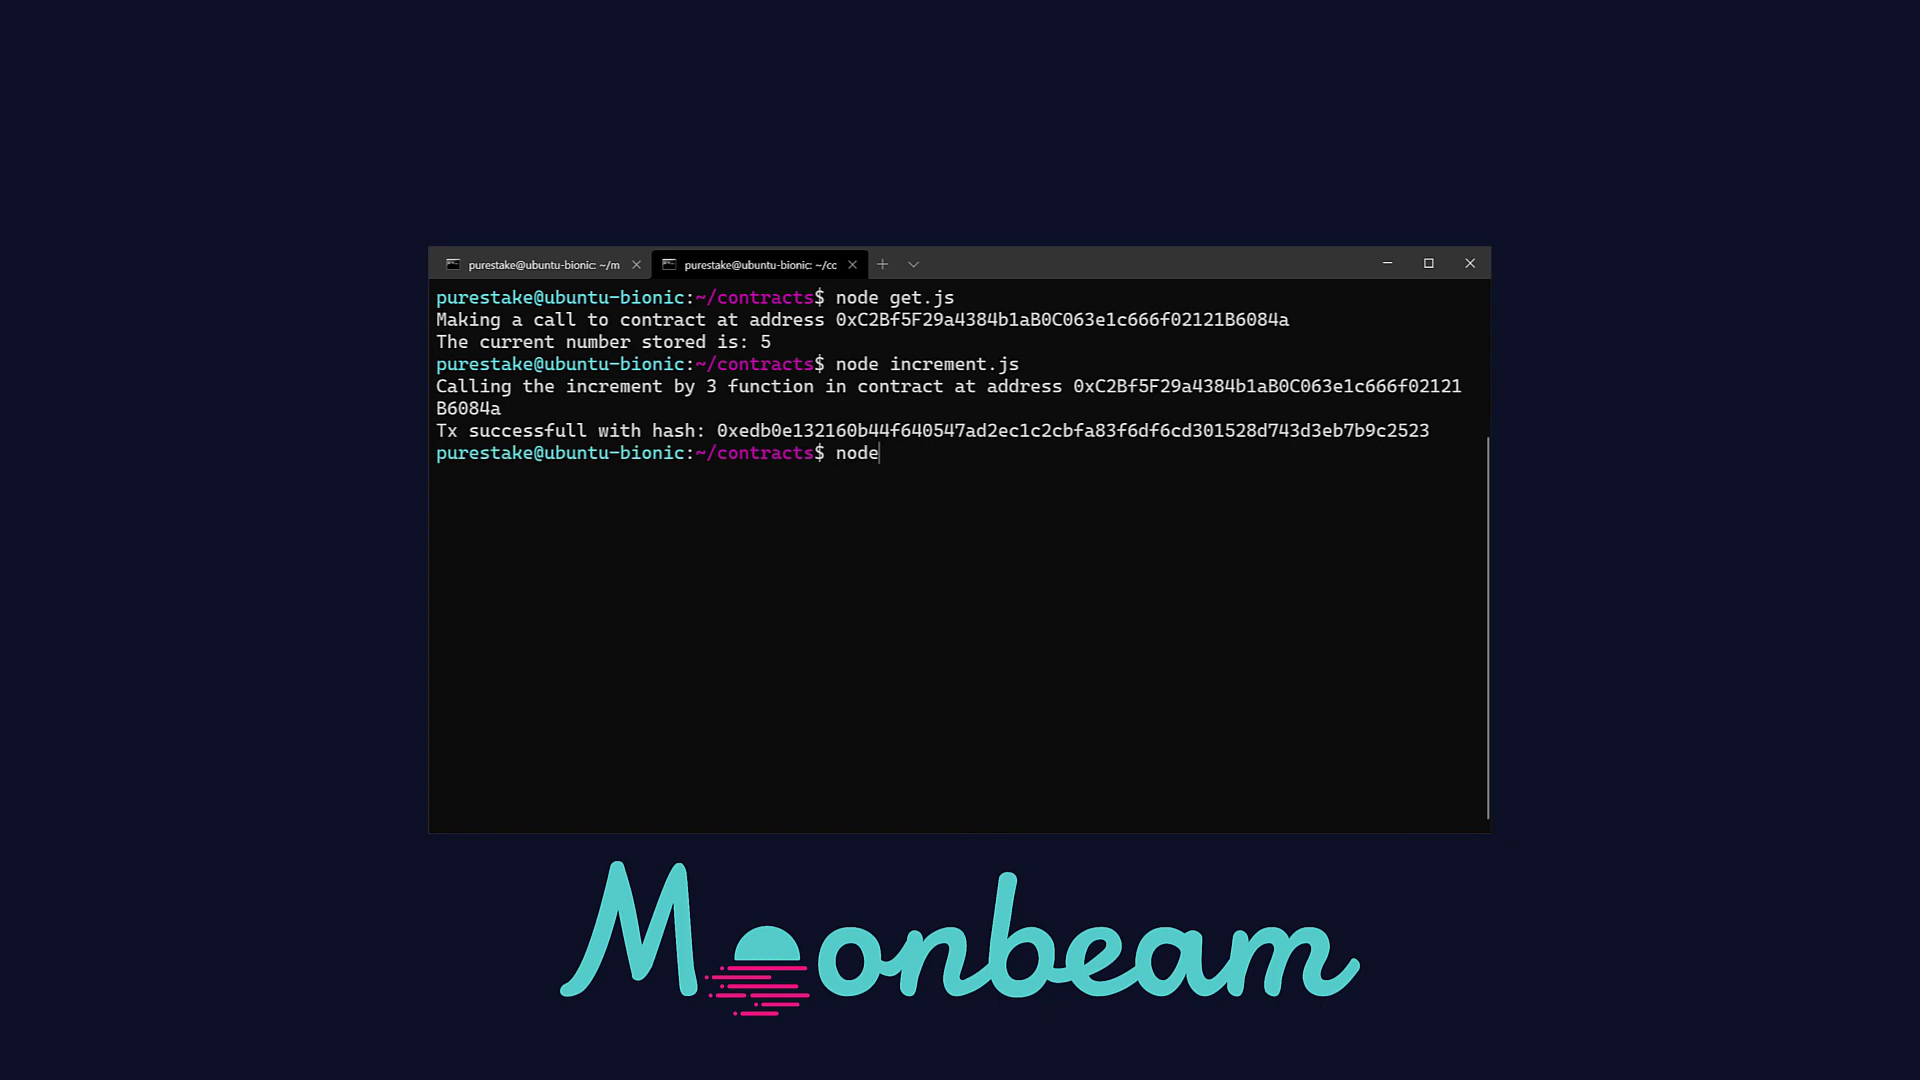 purestake@ubuntu-bionic: ~/m
purestake@ubuntu-bionic: ~/cc
purestake@ubuntu-bionic:~/contracts$ node get.js
Making a call to contract at address 0xC2Bf5F29a4384b1aB0C063e1c666f02121B6084a
The current number stored is: 5
purestake@ubuntu-bionic:~/contracts$ node increment.js
Calling the increment by 3 function in contract at address 0xC2Bf5F29a4384b1aB0C063e1c666f02121
B6084a
Tx successfull with hash: 0xedb0e132160b44f640547ad2ec1c2cbfa83f6df6cd301528d743d3eb7b9c2523
purestake@ubuntu-bionic:~/contracts$ node
Moonbeam